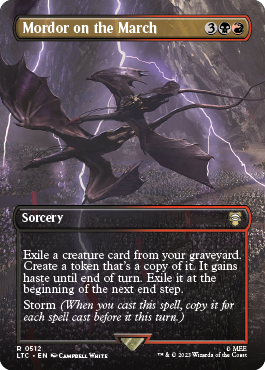 Mordor on the March 3
Sorcery
Exile a creature card from your graveyard.
Create a token that's a copy of it. It gains
haste until end of turn. Exile it at the
beginning of the next end step.
Storm (When you cast this spell, copy it for
each spell cast before it this turn.)
R 0512 © MEE
LTC • EN CAMPBELL WHITE ™ & © 2023 Wizards of the Coast